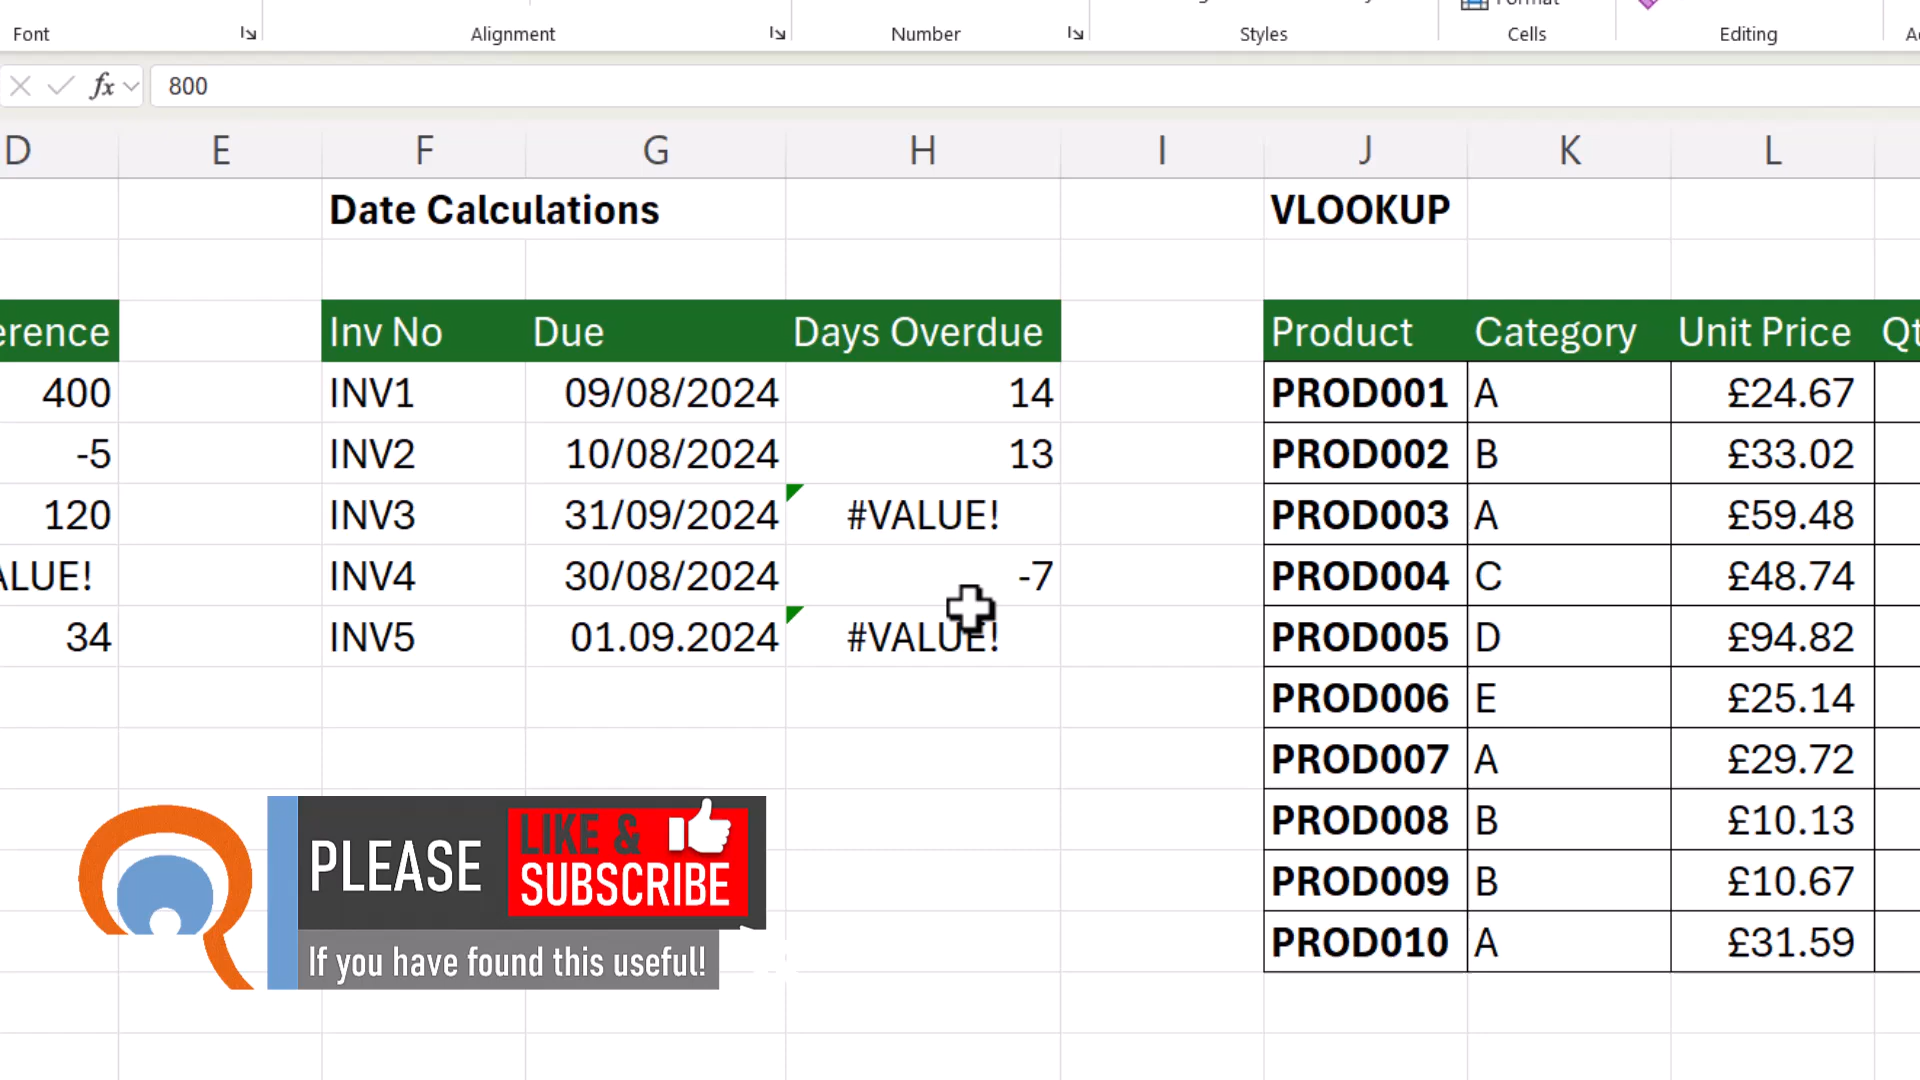 Font Alignment Number Styles Cells Editing
fx 800
D E F G H I J K L
Date Calculations VLOOKUP
erence Inv No Due Days Overdue Product Category Unit Price Qt
400 INV1 09/08/2024 14 PROD001 A £24.67
-5 INV2 10/08/2024 13 PROD002 B £33.02
120 INV3 31/09/2024 #VALUE! PROD003 A £59.48
ALUE! INV4 30/08/2024 -7 PROD004 C £48.74
34 INV5 01.09.2024 #VALUE! PROD005 D £94.82
PROD006 E £25.14
PROD007 A £29.72
PROD008 B £10.13
PROD009 B £10.67
PROD010 A £31.59
PLEASE LIKE &
SUBSCRIBE
If you have found this useful!